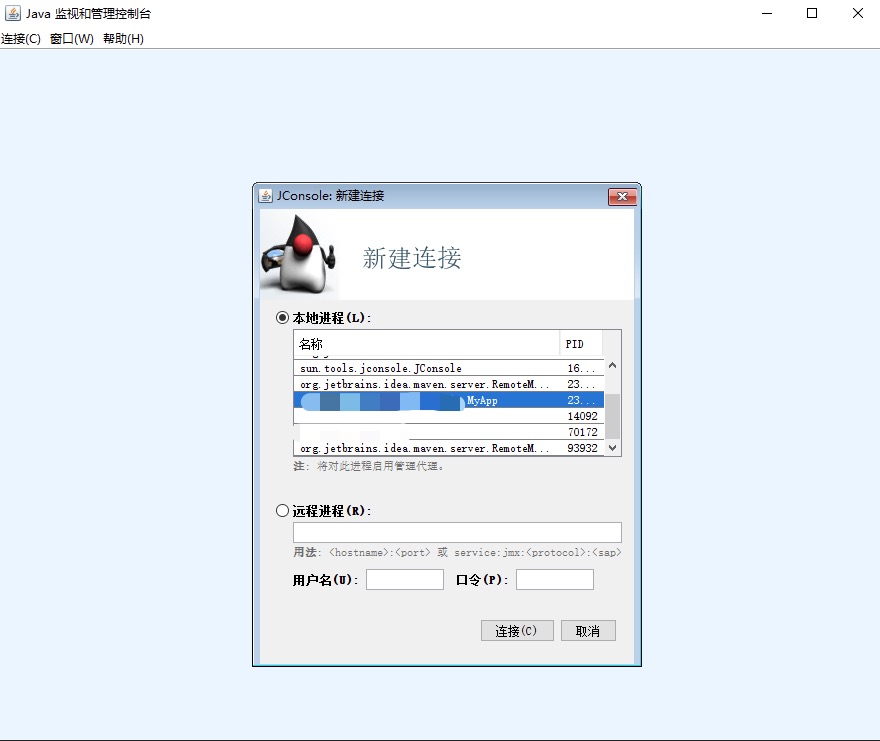 Java 监视和管理控制台
连接(C) 窗口(W) 帮助(H)
JConsole: 新建连接
新建连接
本地进程(L):
名称 PID
sun.tools.jconsole.JConsole 16...
org.jetbrains.idea.maven.server.RemoteM... 23...
MyApp 23...
14092
70172
org.jetbrains.idea.maven.server.RemoteM... 93932
注: 将对此进程启用管理代理。
远程进程(R):
用法: <hostname>:<port> 或 service:jmx:<protocol>:<sap>
用户名(U): 口令(P):
连接(C) 取消